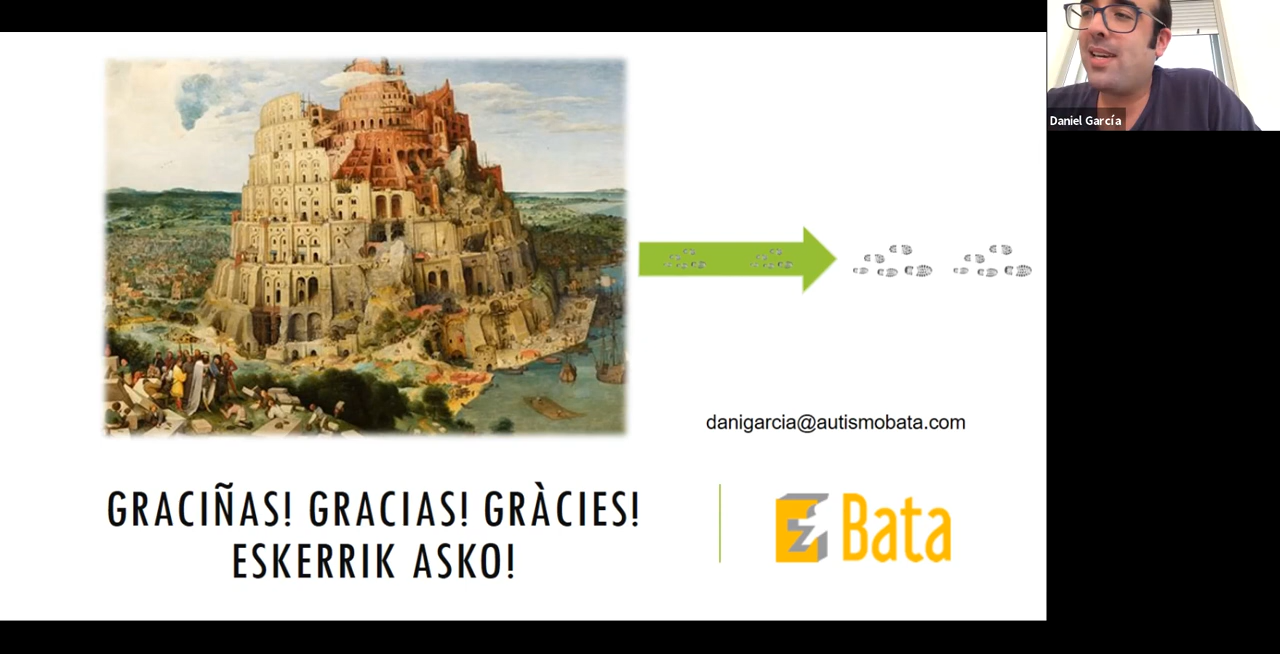 Daniel García
danigarcia@autismobata.com
GRACIÑAS! GRACIAS! GRÀCIES!
ESKERRIK ASKO!
Bata